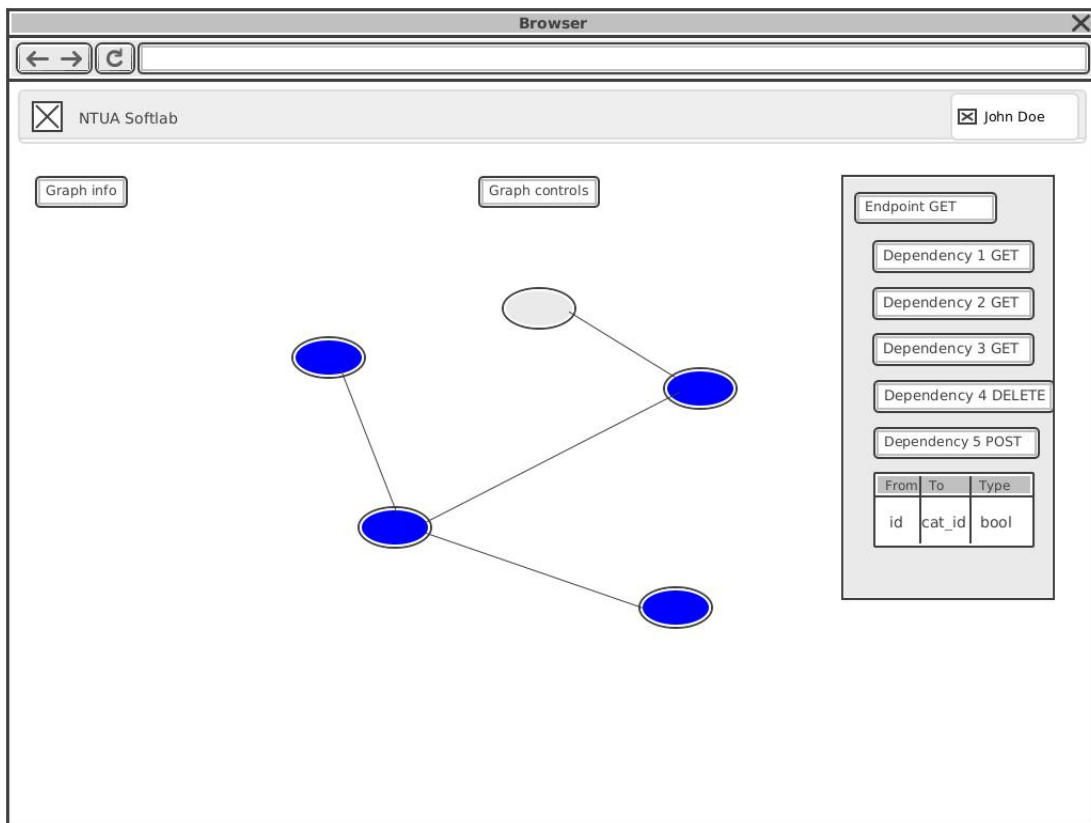 Browser
NTUA Softlab
John Doe
Graph info
Graph controls
Endpoint GET
Dependency 1 GET
Dependency 2 GET
Dependency 3 GET
Dependency 4 DELETE
Dependency 5 POST
From To Type
id cat_id bool